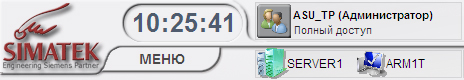 SIMATEK
Engineering Siemens Partner
10:25:41
МЕНЮ
ASU_TP (Администратор)
Полный доступ
SERVER1
ARM1T